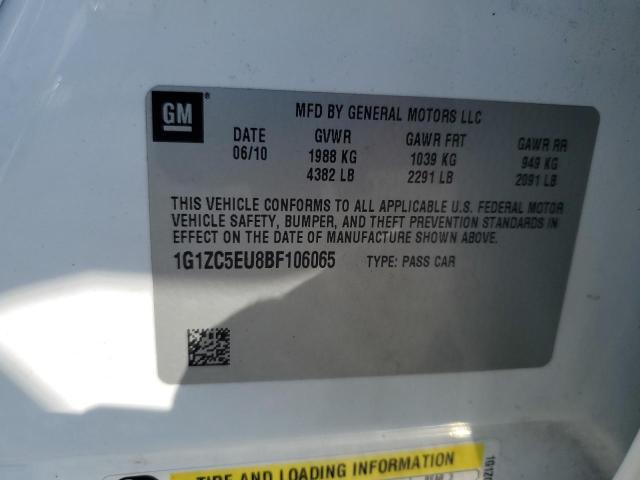 GM
MFD BY GENERAL MOTORS LLC
DATE GVWR GAWR FRT GAWR RR
06/10 1988 KG 1039 KG 949 KG
4382 LB 2291 LB 2091 LB
THIS VEHICLE CONFORMS TO ALL APPLICABLE U.S. FEDERAL MOTOR
VEHICLE SAFETY, BUMPER, AND THEFT PREVENTION STANDARDS
IN EFFECT ON THE DATE OF MANUFACTURE SHOWN ABOVE.
1G1ZC5EU8BF106065 TYPE: PASS CAR
TIRE AND LOADING INFORMATION